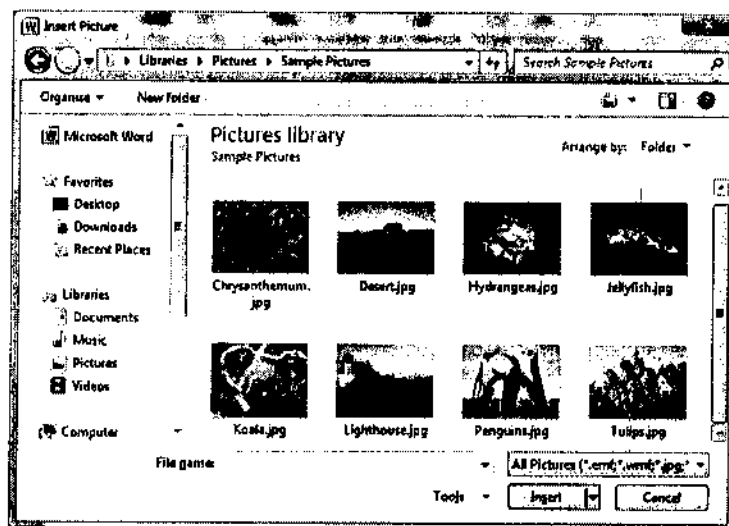 Insert Picture
Libraries ▸ Pictures ▸ Sample Pictures
Search Sample Pictures
Organise
New Folder
Microsoft Word
Favorites
Desktop
Downloads
Recent Places
Libraries
Documents
Music
Pictures
Videos
Computer
Pictures library
Sample Pictures
Arrange by: Folder
Chrysanthemum.
jpg
Desert.jpg
Hydrangeas.jpg
Jellyfish.jpg
Koala.jpg
Lighthouse.jpg
Penguins.jpg
Tulips.jpg
File name:
All Pictures (*.emf;*.wmf;*.jpg;*
Tools
Insert
Cancel